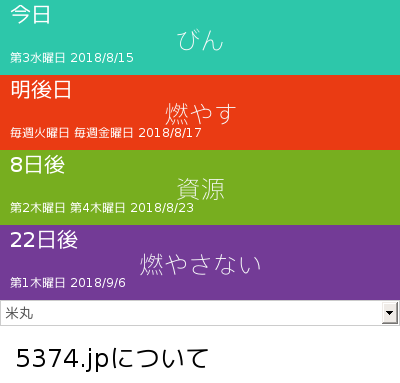 今日
びん
第3水曜日 2018/8/15
明後日
燃やす
毎週火曜日 毎週金曜日 2018/8/17
8日後
資源
第2木曜日 第4木曜日 2018/8/23
22日後
燃やさない
第1木曜日 2018/9/6
米丸
5374.jpについて